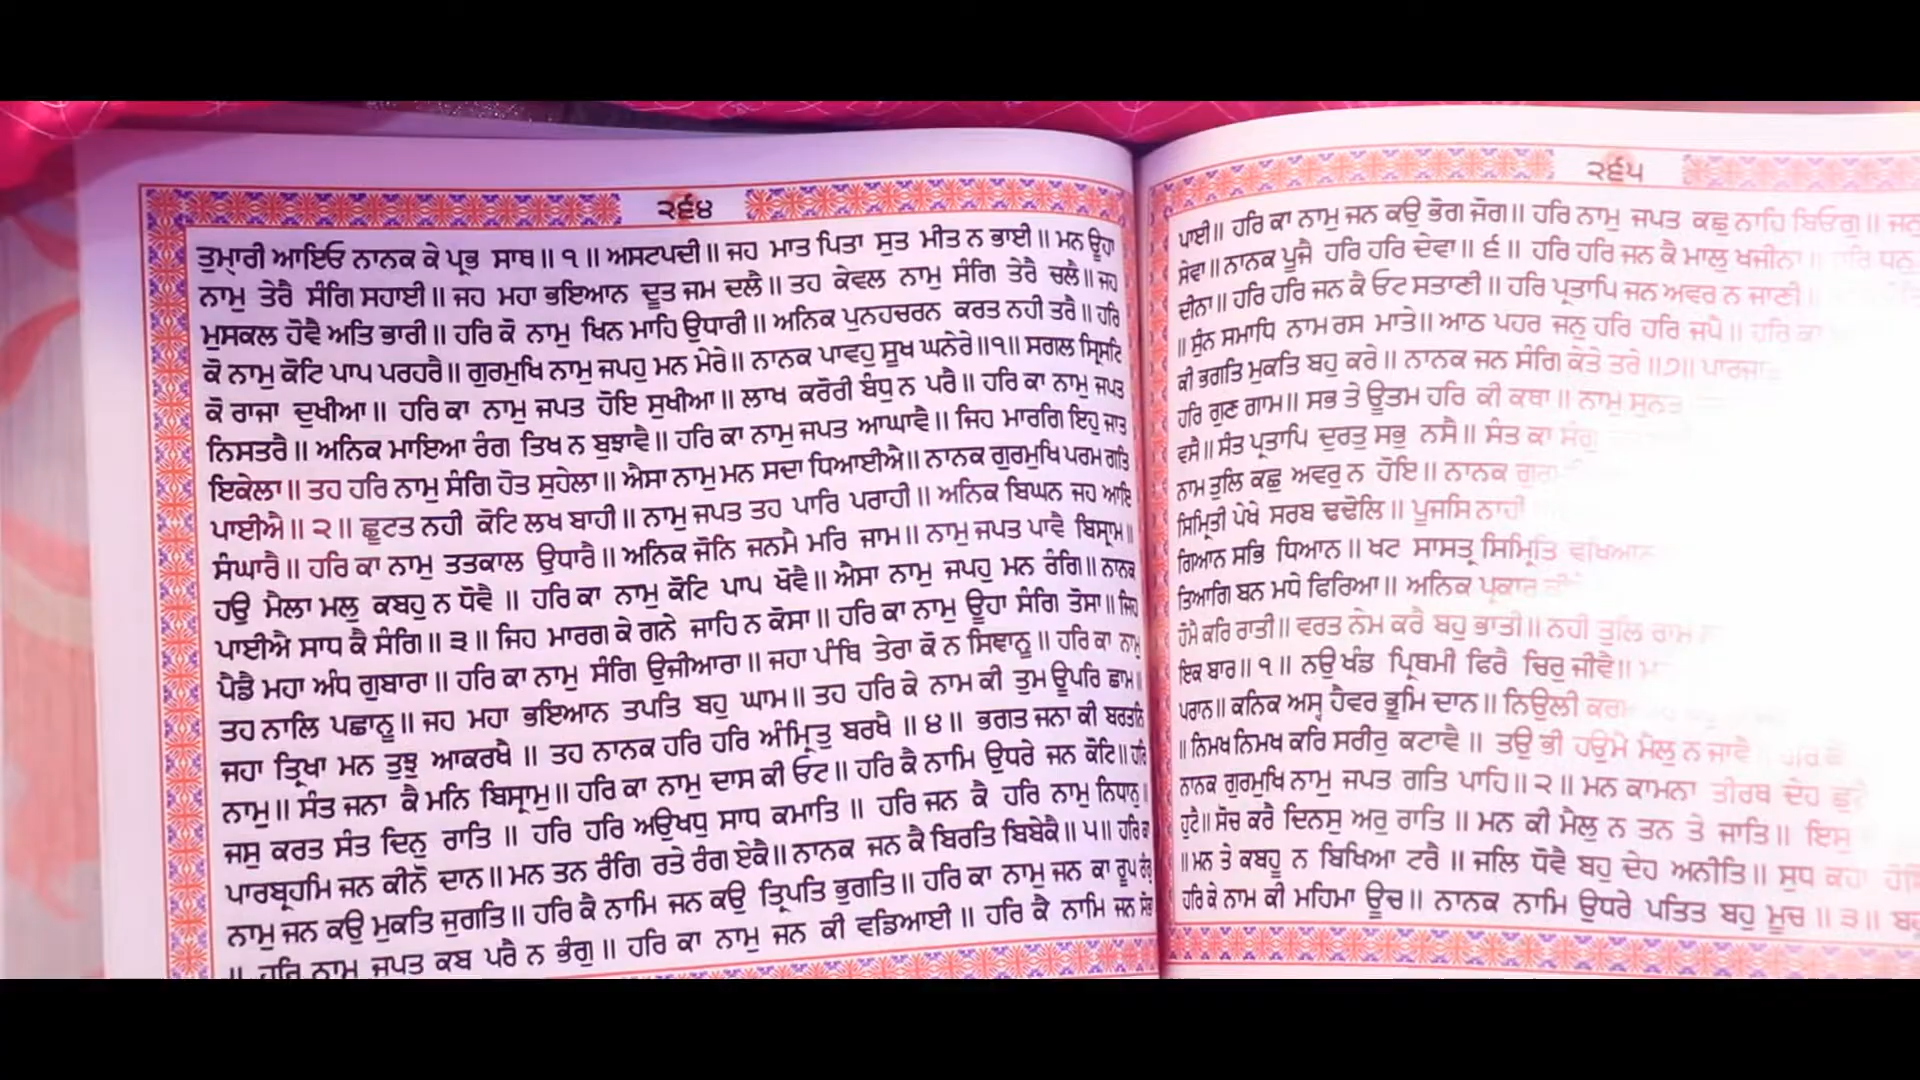 ੨੬੪
ਤੁਮ੍ਹਾਰੀ ਆਇਓ ਨਾਨਕ ਕੇ ਪ੍ਰਭ ਸਾਥ ॥ ੧ ॥ ਅਸਟਪਦੀ ॥ ਜਹ ਮਾਤ ਪਿਤਾ ਸੁਤ ਮੀਤ ਨ ਭਾਈ ॥ ਮਨ ਊਹਾ
ਨਾਮੁ ਤੇਰੈ ਸੰਗਿ ਸਹਾਈ ॥ ਜਹ ਮਹਾ ਭਇਆਨ ਦੂਤ ਜਮ ਦਲੈ ॥ ਤਹ ਕੇਵਲ ਨਾਮੁ ਸੰਗਿ ਤੇਰੈ ਚਲੈ ॥ ਜਹ
ਮੁਸਕਲ ਹੋਵੈ ਅਤਿ ਭਾਰੀ ॥ ਹਰਿ ਕੋ ਨਾਮੁ ਖਿਨ ਮਾਹਿ ਉਧਾਰੀ ॥ ਅਨਿਕ ਪੁਨਹਚਰਨ ਕਰਤ ਨਹੀ ਤਰੈ ॥ ਹਰਿ
ਕੋ ਨਾਮੁ ਕੋਟਿ ਪਾਪ ਪਰਹਰੈ ॥ ਗੁਰਮੁਖਿ ਨਾਮੁ ਜਪਹੁ ਮਨ ਮੇਰੇ ॥ ਨਾਨਕ ਪਾਵਹੁ ਸੂਖ ਘਨੇਰੇ ॥੧॥ ਸਗਲ ਸ੍ਰਿਸਟਿ
ਕੋ ਰਾਜਾ ਦੁਖੀਆ ॥ ਹਰਿ ਕਾ ਨਾਮੁ ਜਪਤ ਹੋਇ ਸੁਖੀਆ ॥ ਲਾਖ ਕਰੋਰੀ ਬੰਧੁ ਨ ਪਰੈ ॥ ਹਰਿ ਕਾ ਨਾਮੁ ਜਪਤ
ਨਿਸਤਰੈ ॥ ਅਨਿਕ ਮਾਇਆ ਰੰਗ ਤਿਖ ਨ ਬੁਝਾਵੈ ॥ ਹਰਿ ਕਾ ਨਾਮੁ ਜਪਤ ਆਘਾਵੈ ॥ ਜਿਹ ਮਾਰਗਿ ਇਹੁ ਜਾਤ
ਇਕੇਲਾ ॥ ਤਹ ਹਰਿ ਨਾਮੁ ਸੰਗਿ ਹੋਤ ਸੁਹੇਲਾ ॥ ਐਸਾ ਨਾਮੁ ਮਨ ਸਦਾ ਧਿਆਈਐ ॥ ਨਾਨਕ ਗੁਰਮੁਖਿ ਪਰਮ ਗਤਿ
ਪਾਈਐ ॥ ੨ ॥ ਛੂਟਤ ਨਹੀ ਕੋਟਿ ਲਖ ਬਾਹੀ ॥ ਨਾਮੁ ਜਪਤ ਤਹ ਪਾਰਿ ਪਰਾਹੀ ॥ ਅਨਿਕ ਬਿਘਨ ਜਹ ਆਇ
ਸੰਘਾਰੈ ॥ ਹਰਿ ਕਾ ਨਾਮੁ ਤਤਕਾਲ ਉਧਾਰੈ ॥ ਅਨਿਕ ਜੋਨਿ ਜਨਮੈ ਮਰਿ ਜਾਮ ॥ ਨਾਮੁ ਜਪਤ ਪਾਵੈ ਬਿਸ੍ਰਾਮ ॥
ਹਉ ਮੈਲਾ ਮਲੁ ਕਬਹੁ ਨ ਧੋਵੈ ॥ ਹਰਿ ਕਾ ਨਾਮੁ ਕੋਟਿ ਪਾਪ ਖੋਵੈ ॥ ਐਸਾ ਨਾਮੁ ਜਪਹੁ ਮਨ ਰੰਗਿ ॥ ਨਾਨਕ
ਪਾਈਐ ਸਾਧ ਕੈ ਸੰਗਿ ॥ ੩ ॥ ਜਿਹ ਮਾਰਗ ਕੇ ਗਨੇ ਜਾਹਿ ਨ ਕੋਸਾ ॥ ਹਰਿ ਕਾ ਨਾਮੁ ਊਹਾ ਸੰਗਿ ਤੋਸਾ ॥ ਜਿਹ
ਪੈਡੈ ਮਹਾ ਅੰਧ ਗੁਬਾਰਾ ॥ ਹਰਿ ਕਾ ਨਾਮੁ ਸੰਗਿ ਉਜੀਆਰਾ ॥ ਜਹਾ ਪੰਥਿ ਤੇਰਾ ਕੋ ਨ ਸਿਞਾਨੂ ॥ ਹਰਿ ਕਾ ਨਾਮੁ
ਤਹ ਨਾਲਿ ਪਛਾਨੂ ॥ ਜਹ ਮਹਾ ਭਇਆਨ ਤਪਤਿ ਬਹੁ ਘਾਮ ॥ ਤਹ ਹਰਿ ਕੇ ਨਾਮ ਕੀ ਤੁਮ ਊਪਰਿ ਛਾਮ ॥
ਜਹਾ ਤ੍ਰਿਖਾ ਮਨ ਤੁਝੁ ਆਕਰਖੈ ॥ ਤਹ ਨਾਨਕ ਹਰਿ ਹਰਿ ਅੰਮ੍ਰਿਤੁ ਬਰਖੈ ॥ ੪ ॥ ਭਗਤ ਜਨਾ ਕੀ ਬਰਤਨਿ
ਨਾਮੁ ॥ ਸੰਤ ਜਨਾ ਕੈ ਮਨਿ ਬਿਸ੍ਰਾਮੁ ॥ ਹਰਿ ਕਾ ਨਾਮੁ ਦਾਸ ਕੀ ਓਟ ॥ ਹਰਿ ਕੈ ਨਾਮਿ ਉਧਰੇ ਜਨ ਕੋਟਿ ॥ ਹਰਿ
ਜਸੁ ਕਰਤ ਸੰਤ ਦਿਨੁ ਰਾਤਿ ॥ ਹਰਿ ਹਰਿ ਅਉਖਧੁ ਸਾਧ ਕਮਾਤਿ ॥ ਹਰਿ ਜਨ ਕੈ ਹਰਿ ਨਾਮੁ ਨਿਧਾਨੁ ॥
ਪਾਰਬ੍ਰਹਮਿ ਜਨ ਕੀਨੋ ਦਾਨ ॥ ਮਨ ਤਨ ਰੰਗਿ ਰਤੇ ਰੰਗ ਏਕੈ ॥ ਨਾਨਕ ਜਨ ਕੈ ਬਿਰਤਿ ਬਿਬੇਕੈ ॥ ੫ ॥ ਹਰਿ ਕਾ
ਨਾਮੁ ਜਨ ਕਉ ਮੁਕਤਿ ਜੁਗਤਿ ॥ ਹਰਿ ਕੈ ਨਾਮਿ ਜਨ ਕਉ ਤ੍ਰਿਪਤਿ ਭੁਗਤਿ ॥ ਹਰਿ ਕਾ ਨਾਮੁ ਜਨ ਕਾ ਰੂਪ ਰੰਗੁ
॥ ਹਰਿ ਨਾਮੁ ਜਪਤ ਕਬ ਪਰੈ ਨ ਭੰਗੁ ॥ ਹਰਿ ਕਾ ਨਾਮੁ ਜਨ ਕੀ ਵਡਿਆਈ ॥ ਹਰਿ ਕੈ ਨਾਮਿ ਜਨ ਸੋਭਾ
੨੬੫
ਪਾਈ ॥ ਹਰਿ ਕਾ ਨਾਮੁ ਜਨ ਕਉ ਭੋਗ ਜੋਗ ॥ ਹਰਿ ਨਾਮੁ ਜਪਤ ਕਛੁ ਨਾਹਿ ਬਿਓਗੁ ॥ ਜਨੁ
ਸੇਵਾ ॥ ਨਾਨਕ ਪੂਜੈ ਹਰਿ ਹਰਿ ਦੇਵਾ ॥ ੬ ॥ ਹਰਿ ਹਰਿ ਜਨ ਕੈ ਮਾਲੁ ਖਜੀਨਾ ॥ ਹਰਿ ਧਨੁ
ਦੀਨਾ ॥ ਹਰਿ ਹਰਿ ਜਨ ਕੈ ਓਟ ਸਤਾਣੀ ॥ ਹਰਿ ਪ੍ਰਤਾਪਿ ਜਨ ਅਵਰ ਨ ਜਾਣੀ ॥
॥ ਸੁੰਨ ਸਮਾਧਿ ਨਾਮ ਰਸ ਮਾਤੇ ॥ ਆਠ ਪਹਰ ਜਨੁ ਹਰਿ ਹਰਿ ਜਪੈ ॥ ਹਰਿ ਕਾ
ਕੀ ਭਗਤਿ ਮੁਕਤਿ ਬਹੁ ਕਰੇ ॥ ਨਾਨਕ ਜਨ ਸੰਗਿ ਕੇਤੇ ਤਰੇ ॥੭॥ ਪਾਰਜਾਤੁ
ਹਰਿ ਗੁਣ ਗਾਮ ॥ ਸਭ ਤੇ ਊਤਮ ਹਰਿ ਕੀ ਕਥਾ ॥ ਨਾਮੁ ਸੁਨਤ
ਵਸੈ ॥ ਸੰਤ ਪ੍ਰਤਾਪਿ ਦੁਰਤੁ ਸਭੁ ਨਸੈ ॥ ਸੰਤ ਕਾ ਸੰਗੁ
ਨਾਮ ਤੁਲਿ ਕਛੁ ਅਵਰੁ ਨ ਹੋਇ ॥ ਨਾਨਕ
ਸਿਮ੍ਰਿਤੀ ਪੇਖੇ ਸਰਬ ਢਢੋਲਿ ॥ ਪੂਜਸਿ ਨਾਹੀ
ਗਿਆਨ ਸਭਿ ਧਿਆਨ ॥ ਖਟ ਸਾਸਤ੍ਰ ਸਿਮ੍ਰਿਤਿ ਵਖਿਆਨ
ਤਿਆਗਿ ਬਨ ਮਧੇ ਫਿਰਿਆ ॥ ਅਨਿਕ ਪ੍ਰਕਾਰ
ਹੋਮੈ ਕਰਿ ਰਾਤੀ ॥ ਵਰਤ ਨੇਮ ਕਰੈ ਬਹੁ ਭਾਤੀ ॥ ਨਹੀ ਤੁਲਿ ਰਾਮ
ਇਕ ਬਾਰ ॥ ੧ ॥ ਨਉ ਖੰਡ ਪ੍ਰਿਥਮੀ ਫਿਰੈ ਚਿਰੁ ਜੀਵੈ ॥
ਪਰਾਨ ॥ ਕਨਿਕ ਅਸ੍ਵ ਹੈਵਰ ਭੂਮਿ ਦਾਨ ॥ ਨਿਉਲੀ ਕਰਮ
॥ ਨਿਮਖ ਨਿਮਖ ਕਰਿ ਸਰੀਰੁ ਕਟਾਵੈ ॥ ਤਉ ਭੀ ਹਉਮੈ ਮੈਲੁ ਨ ਜਾਵੈ ॥ ਹਰਿ ਕੇ
ਨਾਨਕ ਗੁਰਮੁਖਿ ਨਾਮੁ ਜਪਤ ਗਤਿ ਪਾਹਿ ॥ ੨ ॥ ਮਨ ਕਾਮਨਾ ਤੀਰਥ ਦੇਹ ਛੁਟੈ
ਹੁਟੈ ॥ ਸੋਚ ਕਰੈ ਦਿਨਸੁ ਅਰੁ ਰਾਤਿ ॥ ਮਨ ਕੀ ਮੈਲੁ ਨ ਤਨ ਤੇ ਜਾਤਿ ॥ ਇਸੁ
॥ ਮਨ ਤੇ ਕਬਹੂ ਨ ਬਿਖਿਆ ਟਰੈ ॥ ਜਲਿ ਧੋਵੈ ਬਹੁ ਦੇਹ ਅਨੀਤਿ ॥ ਸੁਧ ਕਹਾ ਹੋਇ
ਹਰਿ ਕੇ ਨਾਮ ਕੀ ਮਹਿਮਾ ਊਚ ॥ ਨਾਨਕ ਨਾਮਿ ਉਧਰੇ ਪਤਿਤ ਬਹੁ ਮੂਚ ॥ ੩ ॥